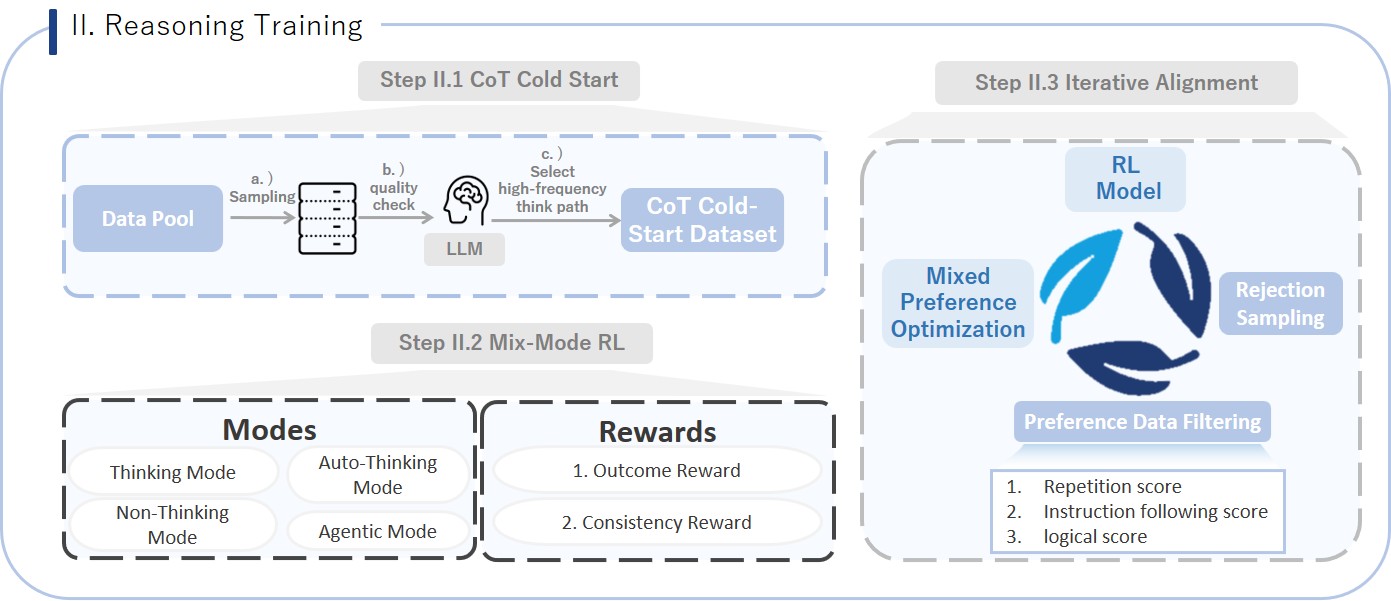 II. Reasoning Training
Step II.1 CoT Cold Start
Data Pool
a.）
Sampling
b.）
quality
check
LLM
c.）
Select
high-frequency
think path
CoT Cold-
Start Dataset
Step II.2 Mix-Mode RL
Modes
Thinking Mode
Auto-Thinking
Mode
Non-Thinking
Mode
Agentic Mode
Rewards
1. Outcome Reward
2. Consistency Reward
Step II.3 Iterative Alignment
RL
Model
Mixed
Preference
Optimization
Rejection
Sampling
Preference Data Filtering
1. Repetition score
2. Instruction following score
3. logical score